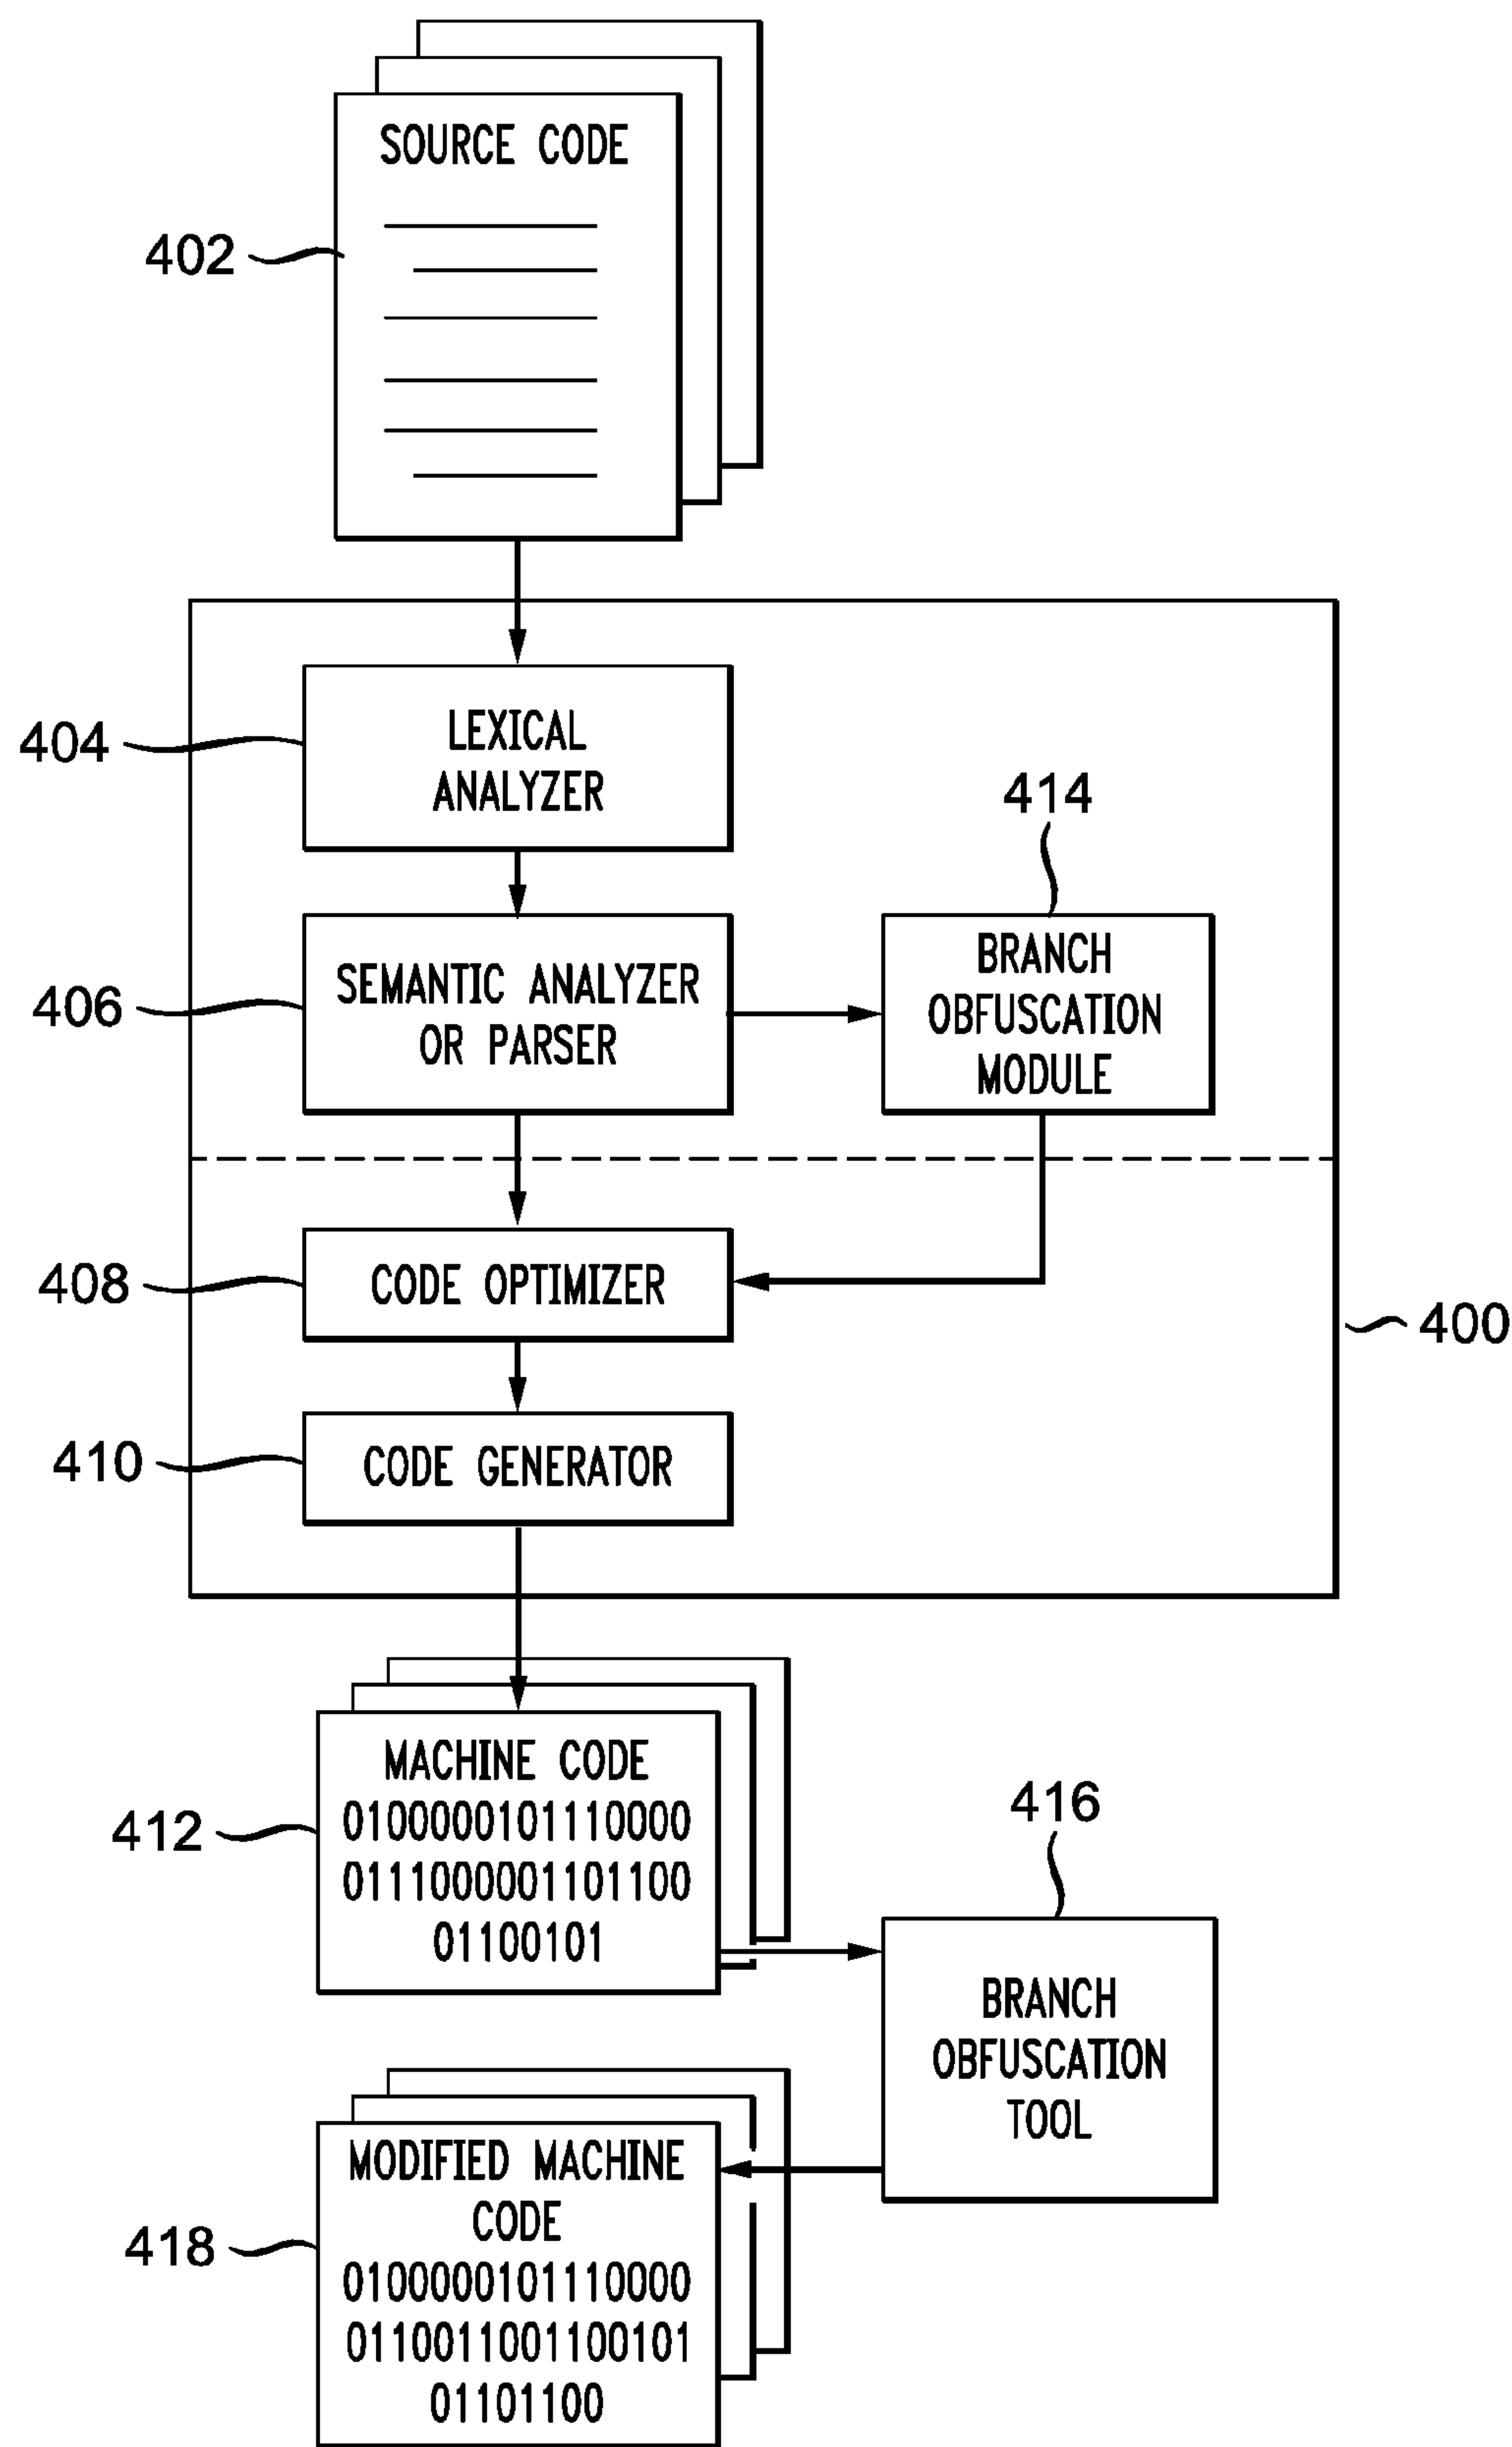 SOURCE CODE
402
404
LEXICAL
ANALYZER
414
406
SEMANTIC ANALYZER
OR PARSER
BRANCH
OBFUSCATION
MODULE
408
CODE OPTIMIZER
400
410
CODE GENERATOR
412
MACHINE CODE
0100000101110000
0111000001101100
01100101
416
BRANCH
OBFUSCATION
TOOL
418
MODIFIED MACHINE
CODE
0100000101110000
0110011001100101
01101100